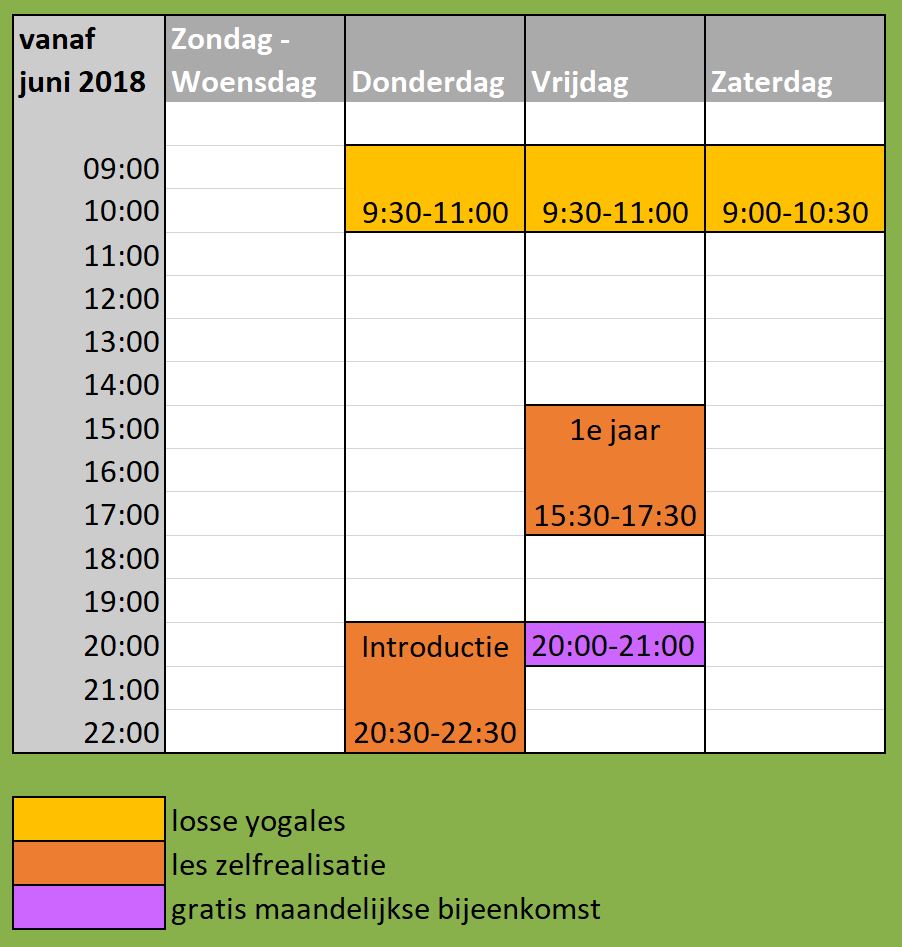 vanaf
juni 2018
Zondag -
Woensdag
Donderdag
Vrijdag
Zaterdag
09:00
10:00 9:30-11:00 9:30-11:00 9:00-10:30
11:00
12:00
13:00
14:00
15:00 1e jaar
16:00
17:00 15:30-17:30
18:00
19:00
20:00 Introductie 20:00-21:00
21:00
22:00 20:30-22:30
losse yogales
les zelfrealisatie
gratis maandelijkse bijeenkomst